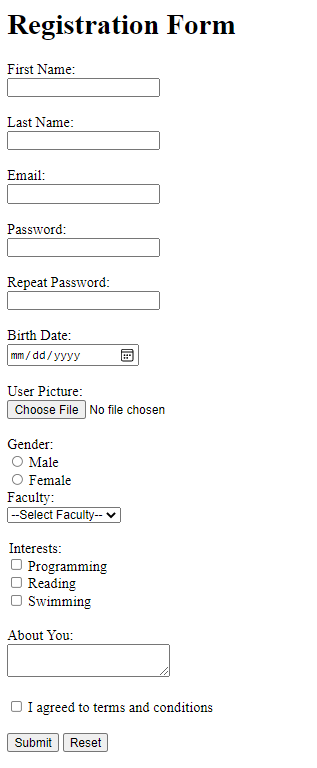 Registration Form
First Name:
Last Name:
Email:
Password:
Repeat Password:
Birth Date:
mm/dd/yyyy
User Picture:
Choose File No file chosen
Gender:
Male
Female
Faculty:
--Select Faculty--
Interests:
Programming
Reading
Swimming
About You:
I agreed to terms and conditions
Submit Reset